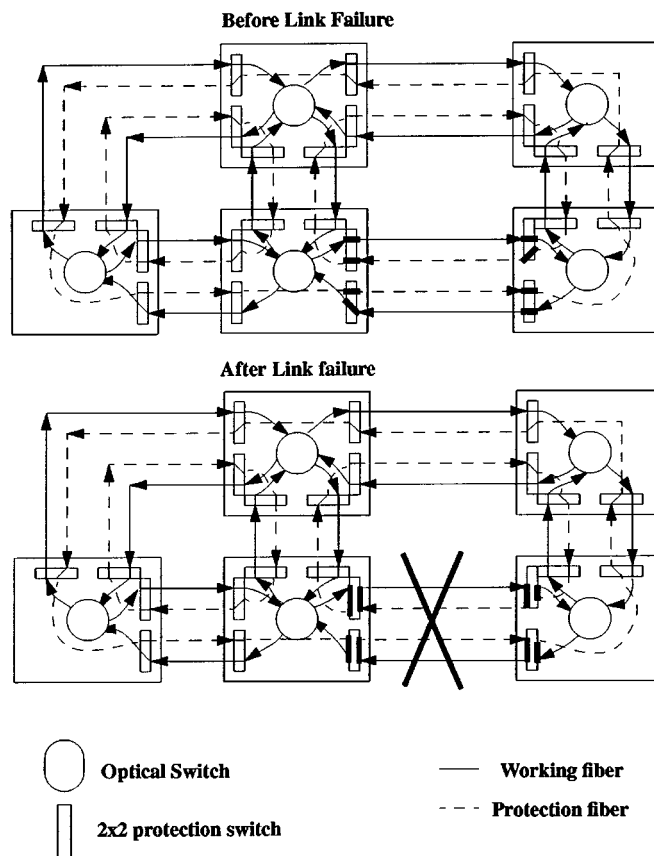 Before Link Failure
After Link failure
Optical Switch
Working fiber
Protection fiber
2x2 protection switch